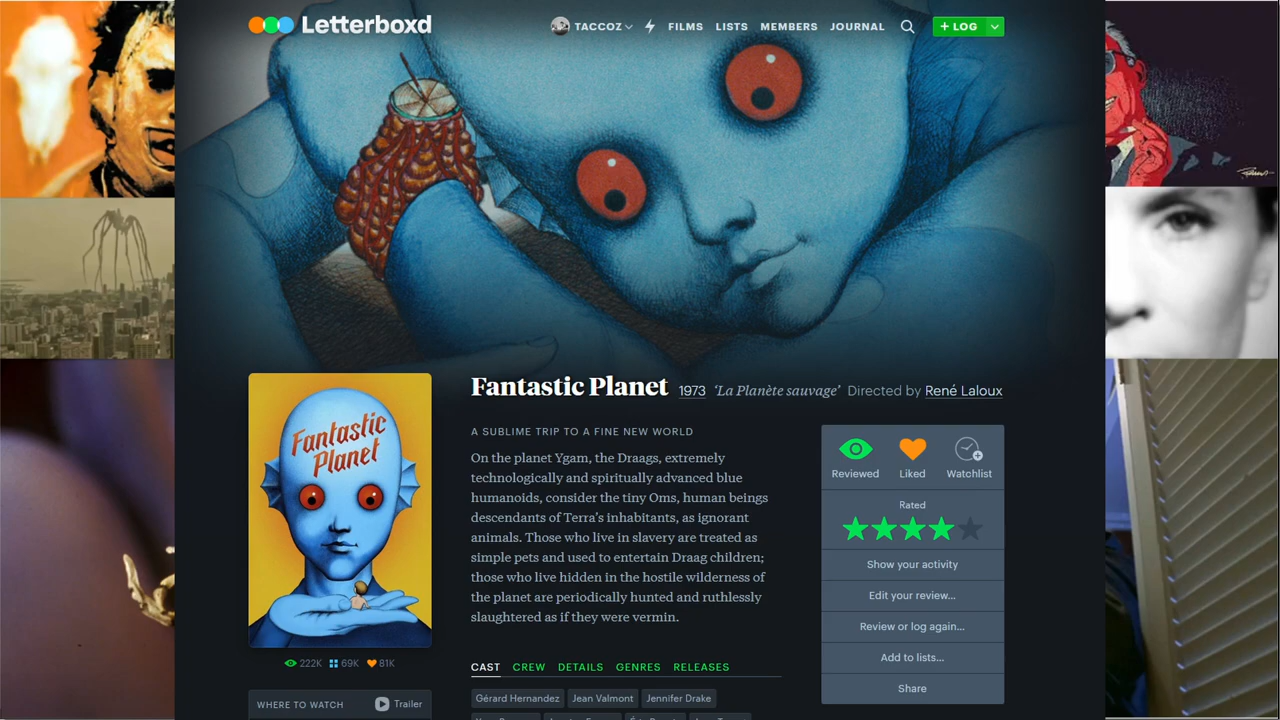 Letterboxd
TACCOZ FILMS LISTS MEMBERS JOURNAL + LOG
Fantastic Planet 1973 ‘La Planète sauvage’ Directed by René Laloux
Fantastic
Planet
A SUBLIME TRIP TO A FINE NEW WORLD
On the planet Ygam, the Draags, extremely
technologically and spiritually advanced blue
humanoids, consider the tiny Oms, human beings
descendants of Terra’s inhabitants, as ignorant
animals. Those who live in slavery are treated as
simple pets and used to entertain Draag children;
those who live hidden in the hostile wilderness of
the planet are periodically hunted and ruthlessly
slaughtered as if they were vermin.
Reviewed Liked Watchlist
Rated
Show your activity
Edit your review...
Review or log again...
Add to lists...
Share
222K 69K 81K
WHERE TO WATCH Trailer
CAST CREW DETAILS GENRES RELEASES
Gérard Hernandez Jean Valmont Jennifer Drake